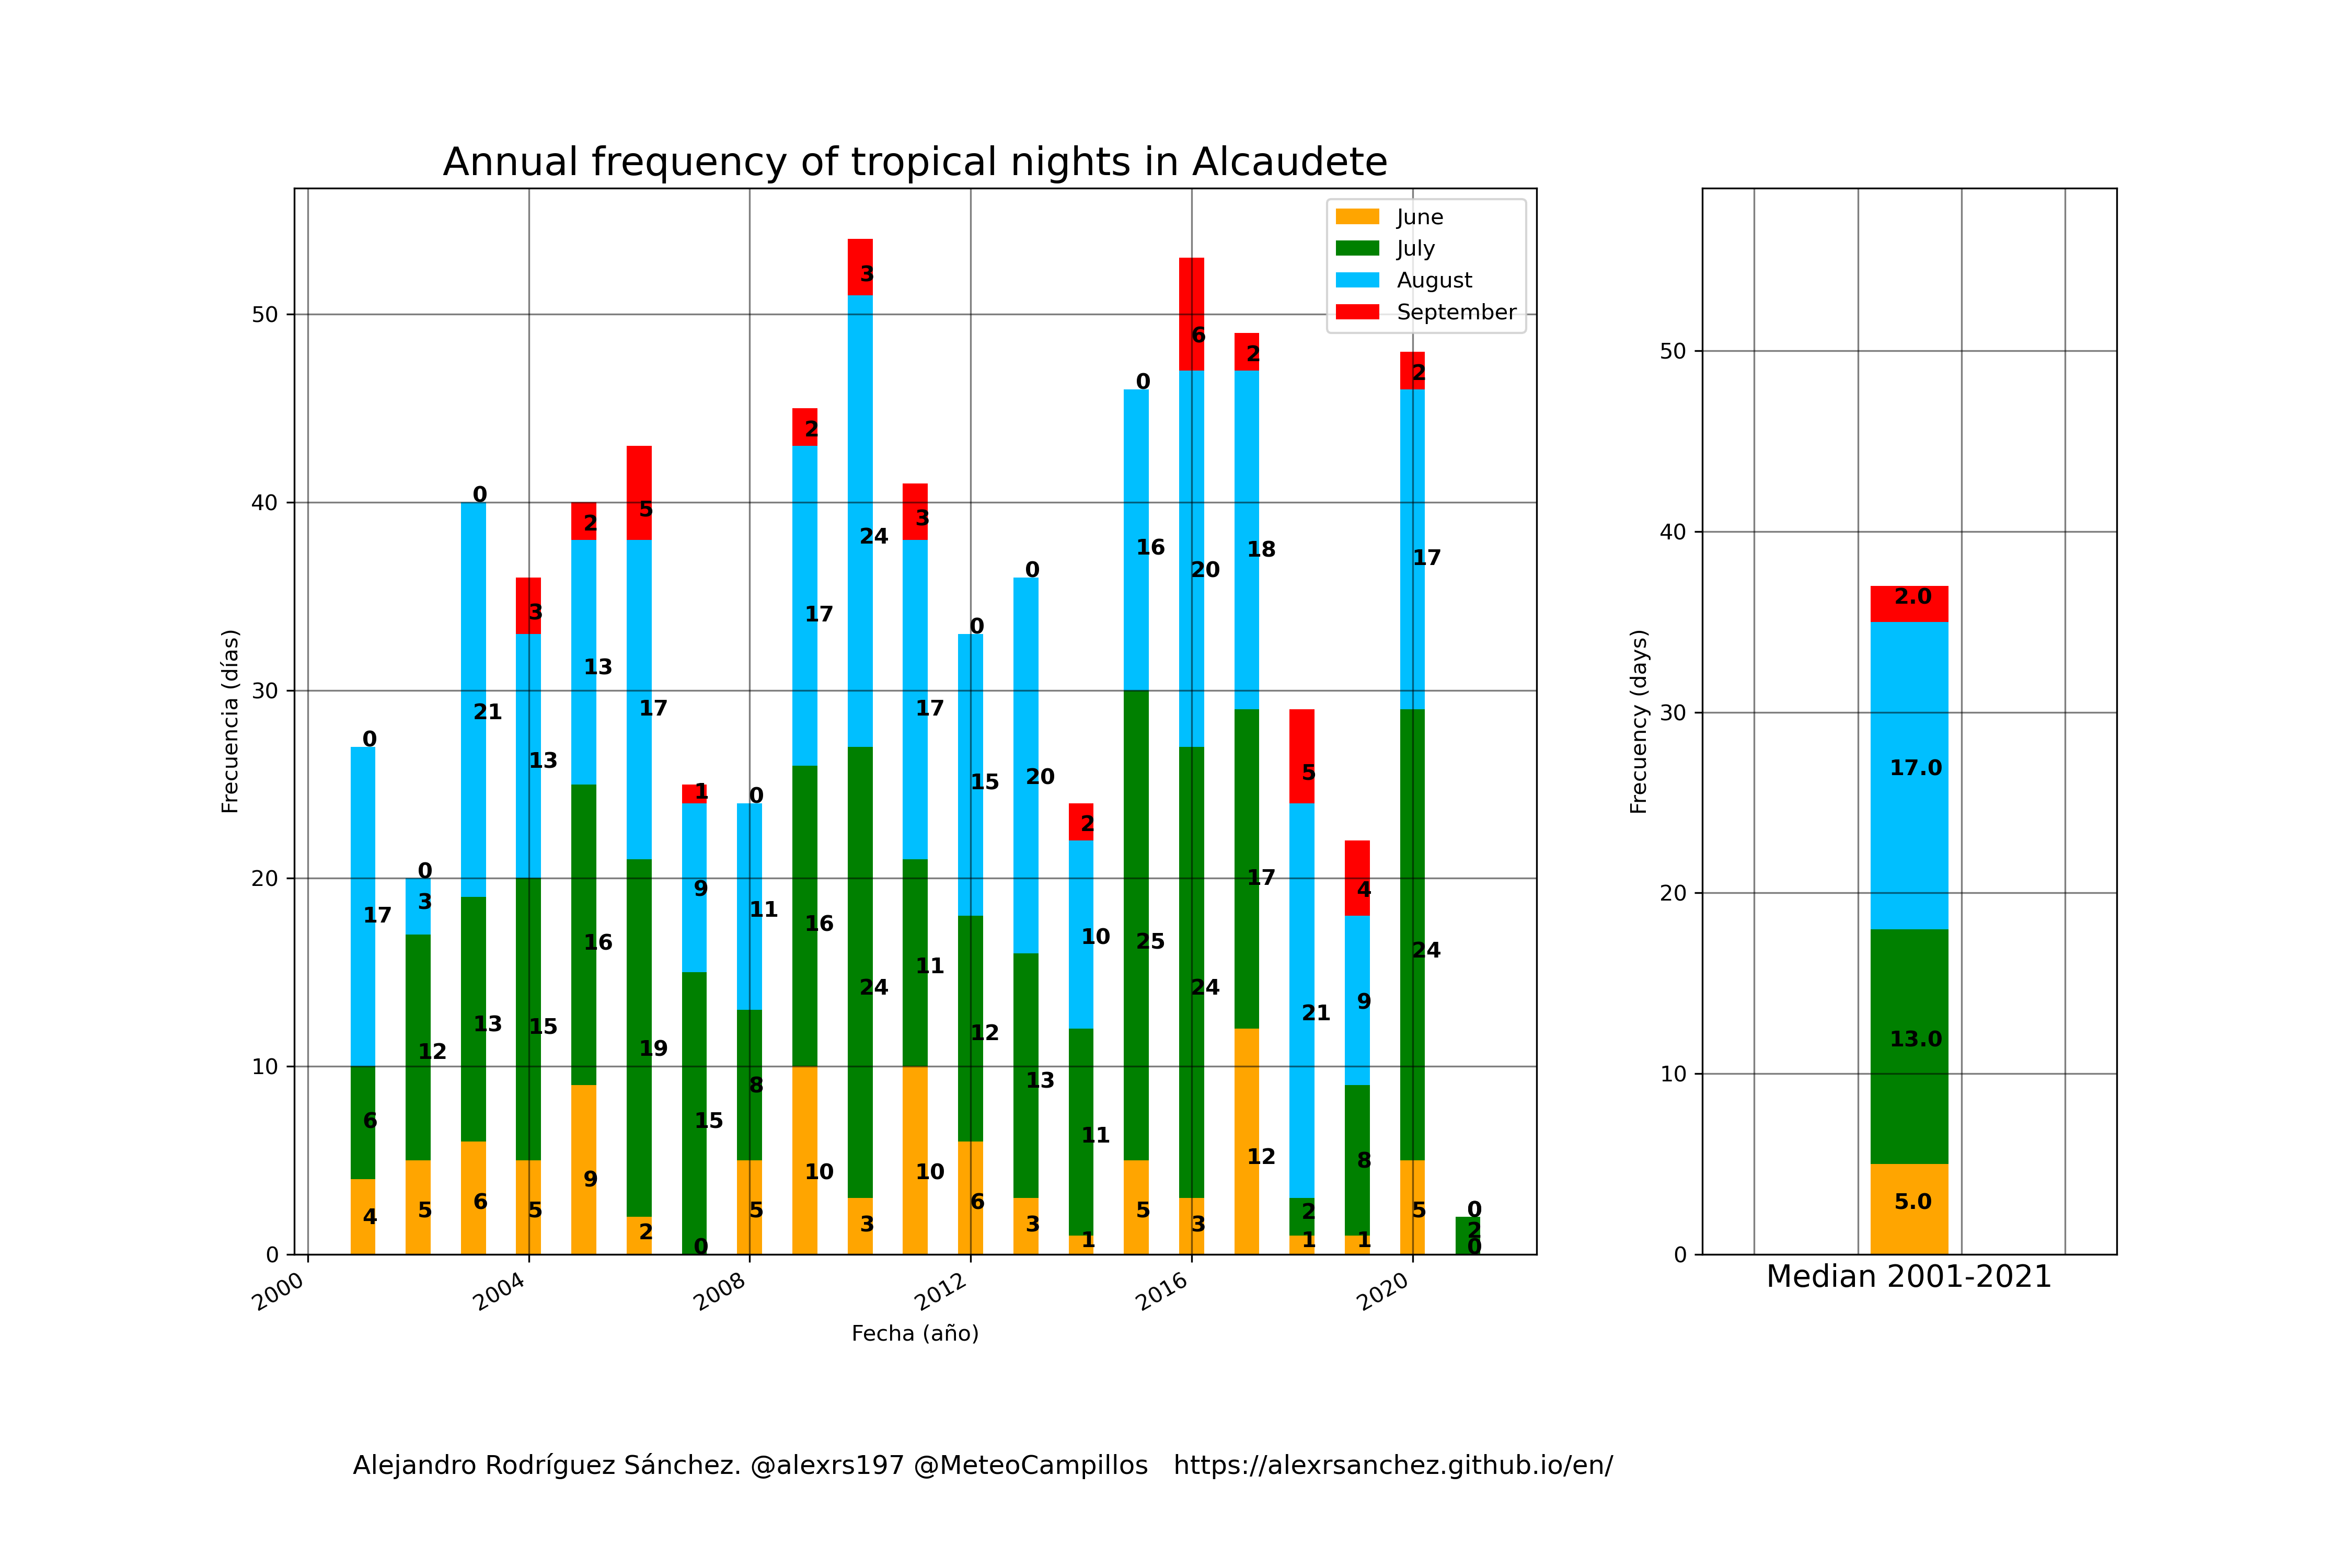 Annual frequency of tropical nights in Alcaudete
June
July
August
September
Frecuencia (días)
50
40
30
20
10
0
0 0 0 3 2 5 1 0 2 3 3 0 0 2 0 6 2 5 4 2 0
17 3 21 13 13 17 9 11 17 24 17 15 20 10 16 20 18 21 9 17
6 12 13 15 16 19 15 8 16 24 11 12 13 11 25 24 17 2 8 24 2
4 5 6 5 9 2 0 5 10 3 10 6 3 1 5 3 12 1 1 5 0
2000 2004 2008 2012 2016 2020
Fecha (año)
Frecuency (days)
50
40
30
20
10
0
2.0
17.0
13.0
5.0
Median 2001-2021
Alejandro Rodríguez Sánchez. @alexrs197 @MeteoCampillos https://alexrsanchez.github.io/en/